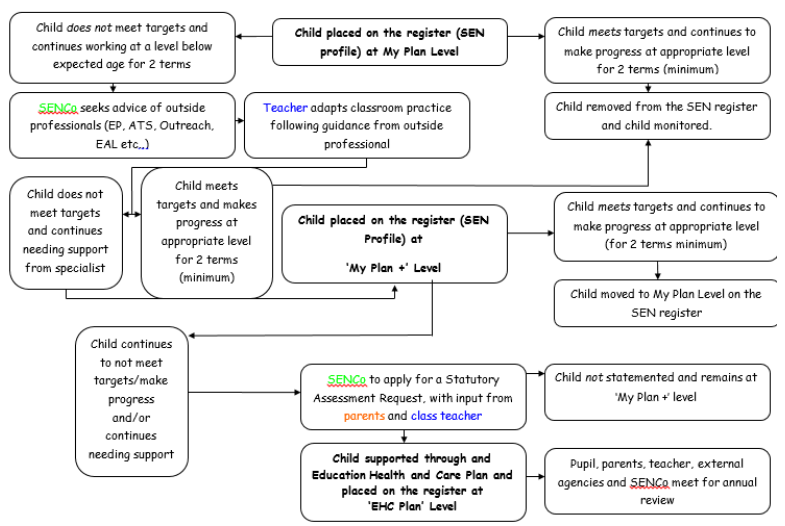 Child does not meet targets and
continues working at a level below
expected age for 2 terms
Child placed on the register (SEN
profile) at My Plan Level
Child meets targets and continues to
make progress at appropriate level
for 2 terms (minimum)
SENCo seeks advice of outside
professionals (EP, ATS, Outreach,
EAL etc,,,)
Teacher adapts classroom practice
following guidance from outside
professional
Child removed from the SEN register
and child monitored.
Child does not
meet targets
and continues
needing support
from specialist
Child meets
targets and makes
progress at
appropriate level
for 2 terms
(minimum)
Child placed on the register (SEN
Profile) at
'My Plan +' Level
Child meets targets and continues to
make progress at appropriate level
(for 2 terms minimum)
Child moved to My Plan Level on the
SEN register
Child continues
to not meet
targets/make
progress
and/or
continues
needing support
SENCo to apply for a Statutory
Assessment Request, with input from
parents and class teacher
Child not statemented and remains at
'My Plan +' level
Child supported through and
Education Health and Care Plan and
placed on the register at
'EHC Plan' Level
Pupil, parents, teacher, external
agencies and SENCo meet for annual
review